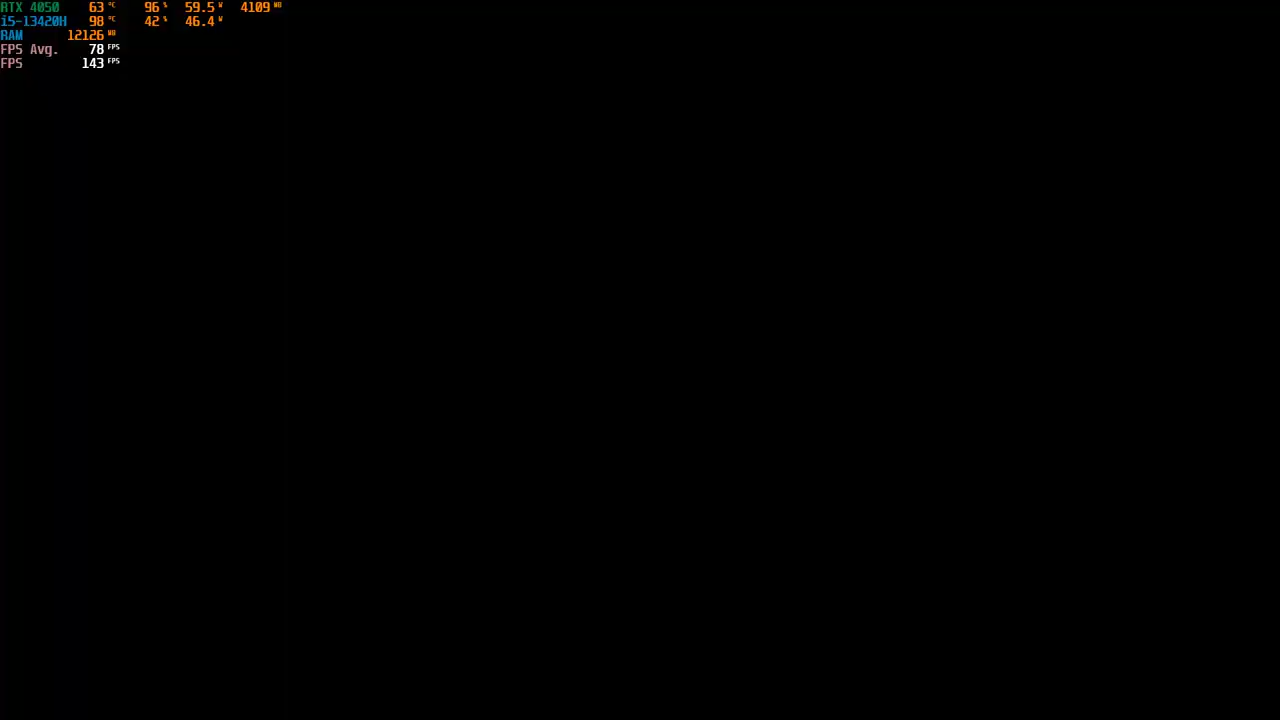 RTX 4050 63 °C 96 % 59.5 W 4109 MB
i5-13420H 98 °C 42 % 46.4 W
RAM 12126 MB
FPS Avg. 78 FPS
FPS 143 FPS